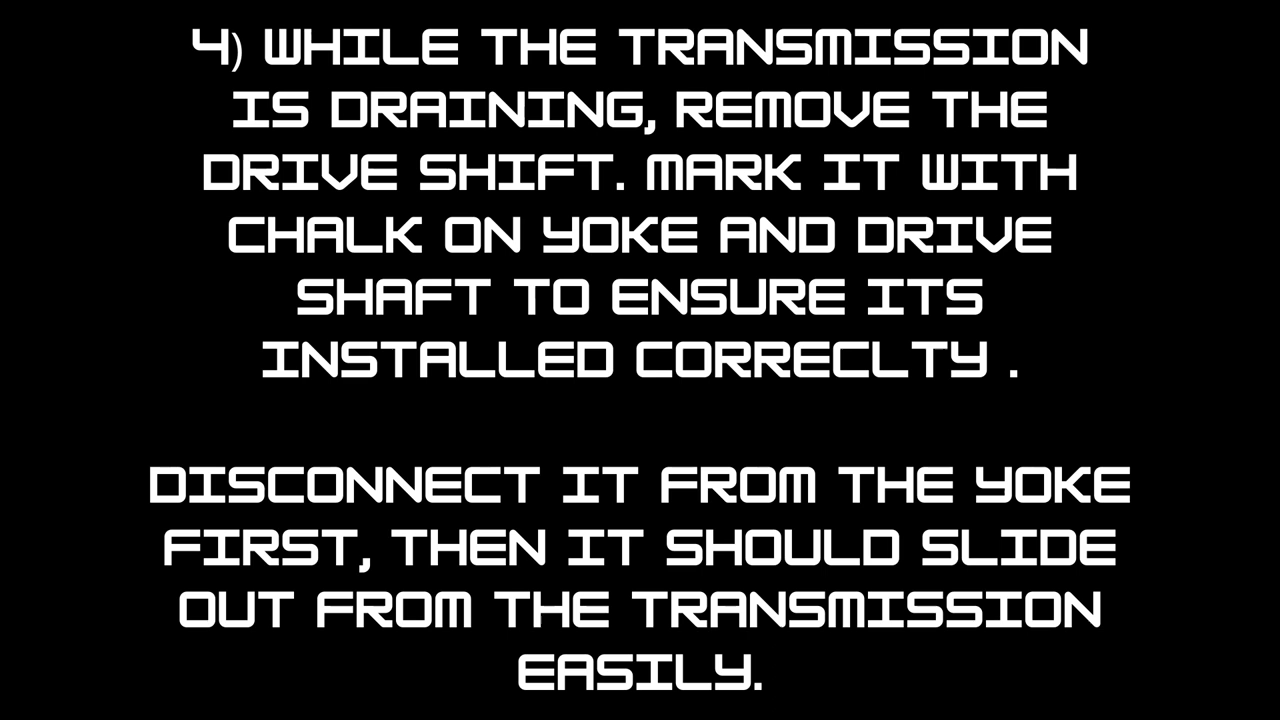 4) WHILE THE TRANSMISSION
IS DRAINING, REMOVE THE
DRIVE SHIFT. MARK IT WITH
CHALK ON YOKE AND DRIVE
SHAFT TO ENSURE ITS
INSTALLED CORRECLTY .
DISCONNECT IT FROM THE YOKE
FIRST, THEN IT SHOULD SLIDE
OUT FROM THE TRANSMISSION
EASILY.